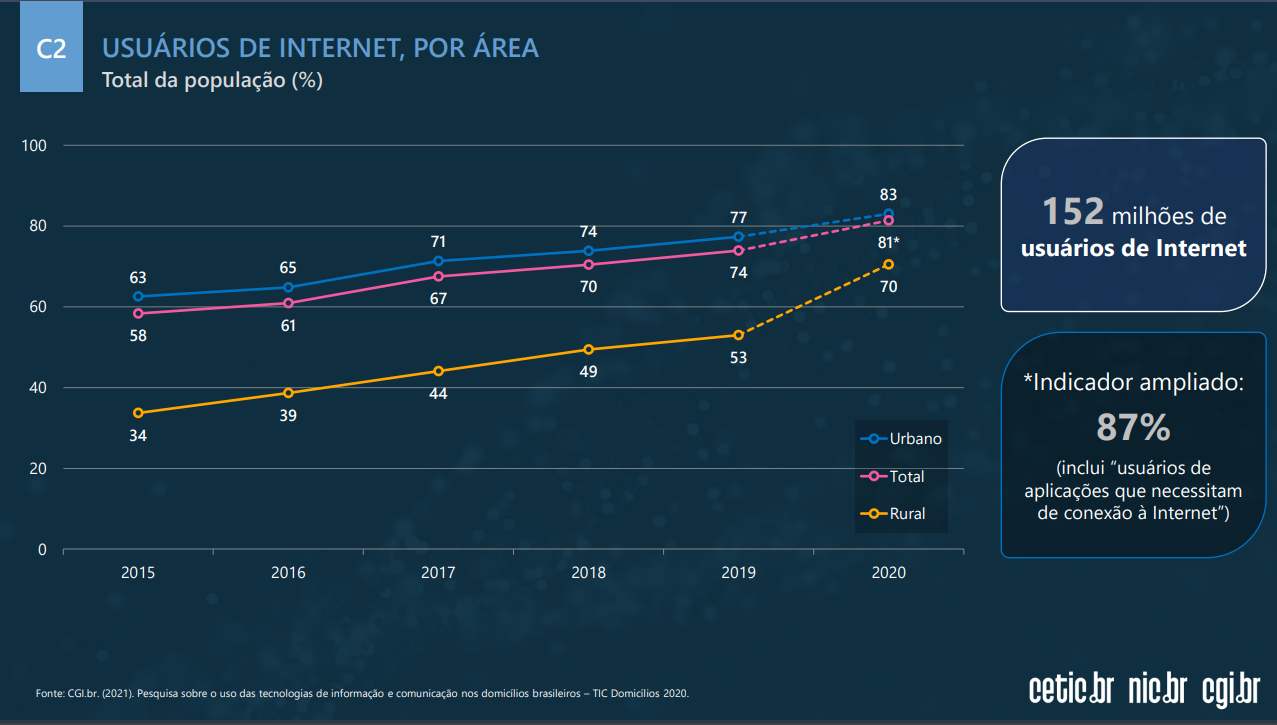 C2
USUÁRIOS DE INTERNET, POR ÁREA
Total da população (%)
100
80
60
40
20
0
63
65
71
74
77
83
58
61
67
70
74
81*
34
39
44
49
53
70
2015
2016
2017
2018
2019
2020
Urbano
Total
Rural
152 milhões de
usuários de Internet
*Indicador ampliado:
87%
(inclui “usuários de
aplicações que necessitam
de conexão à Internet”)
Fonte: CGI.br. (2021). Pesquisa sobre o uso das tecnologias de informação e comunicação nos domicílios brasileiros – TIC Domicílios 2020.
cetic.br nic.br cgi.br